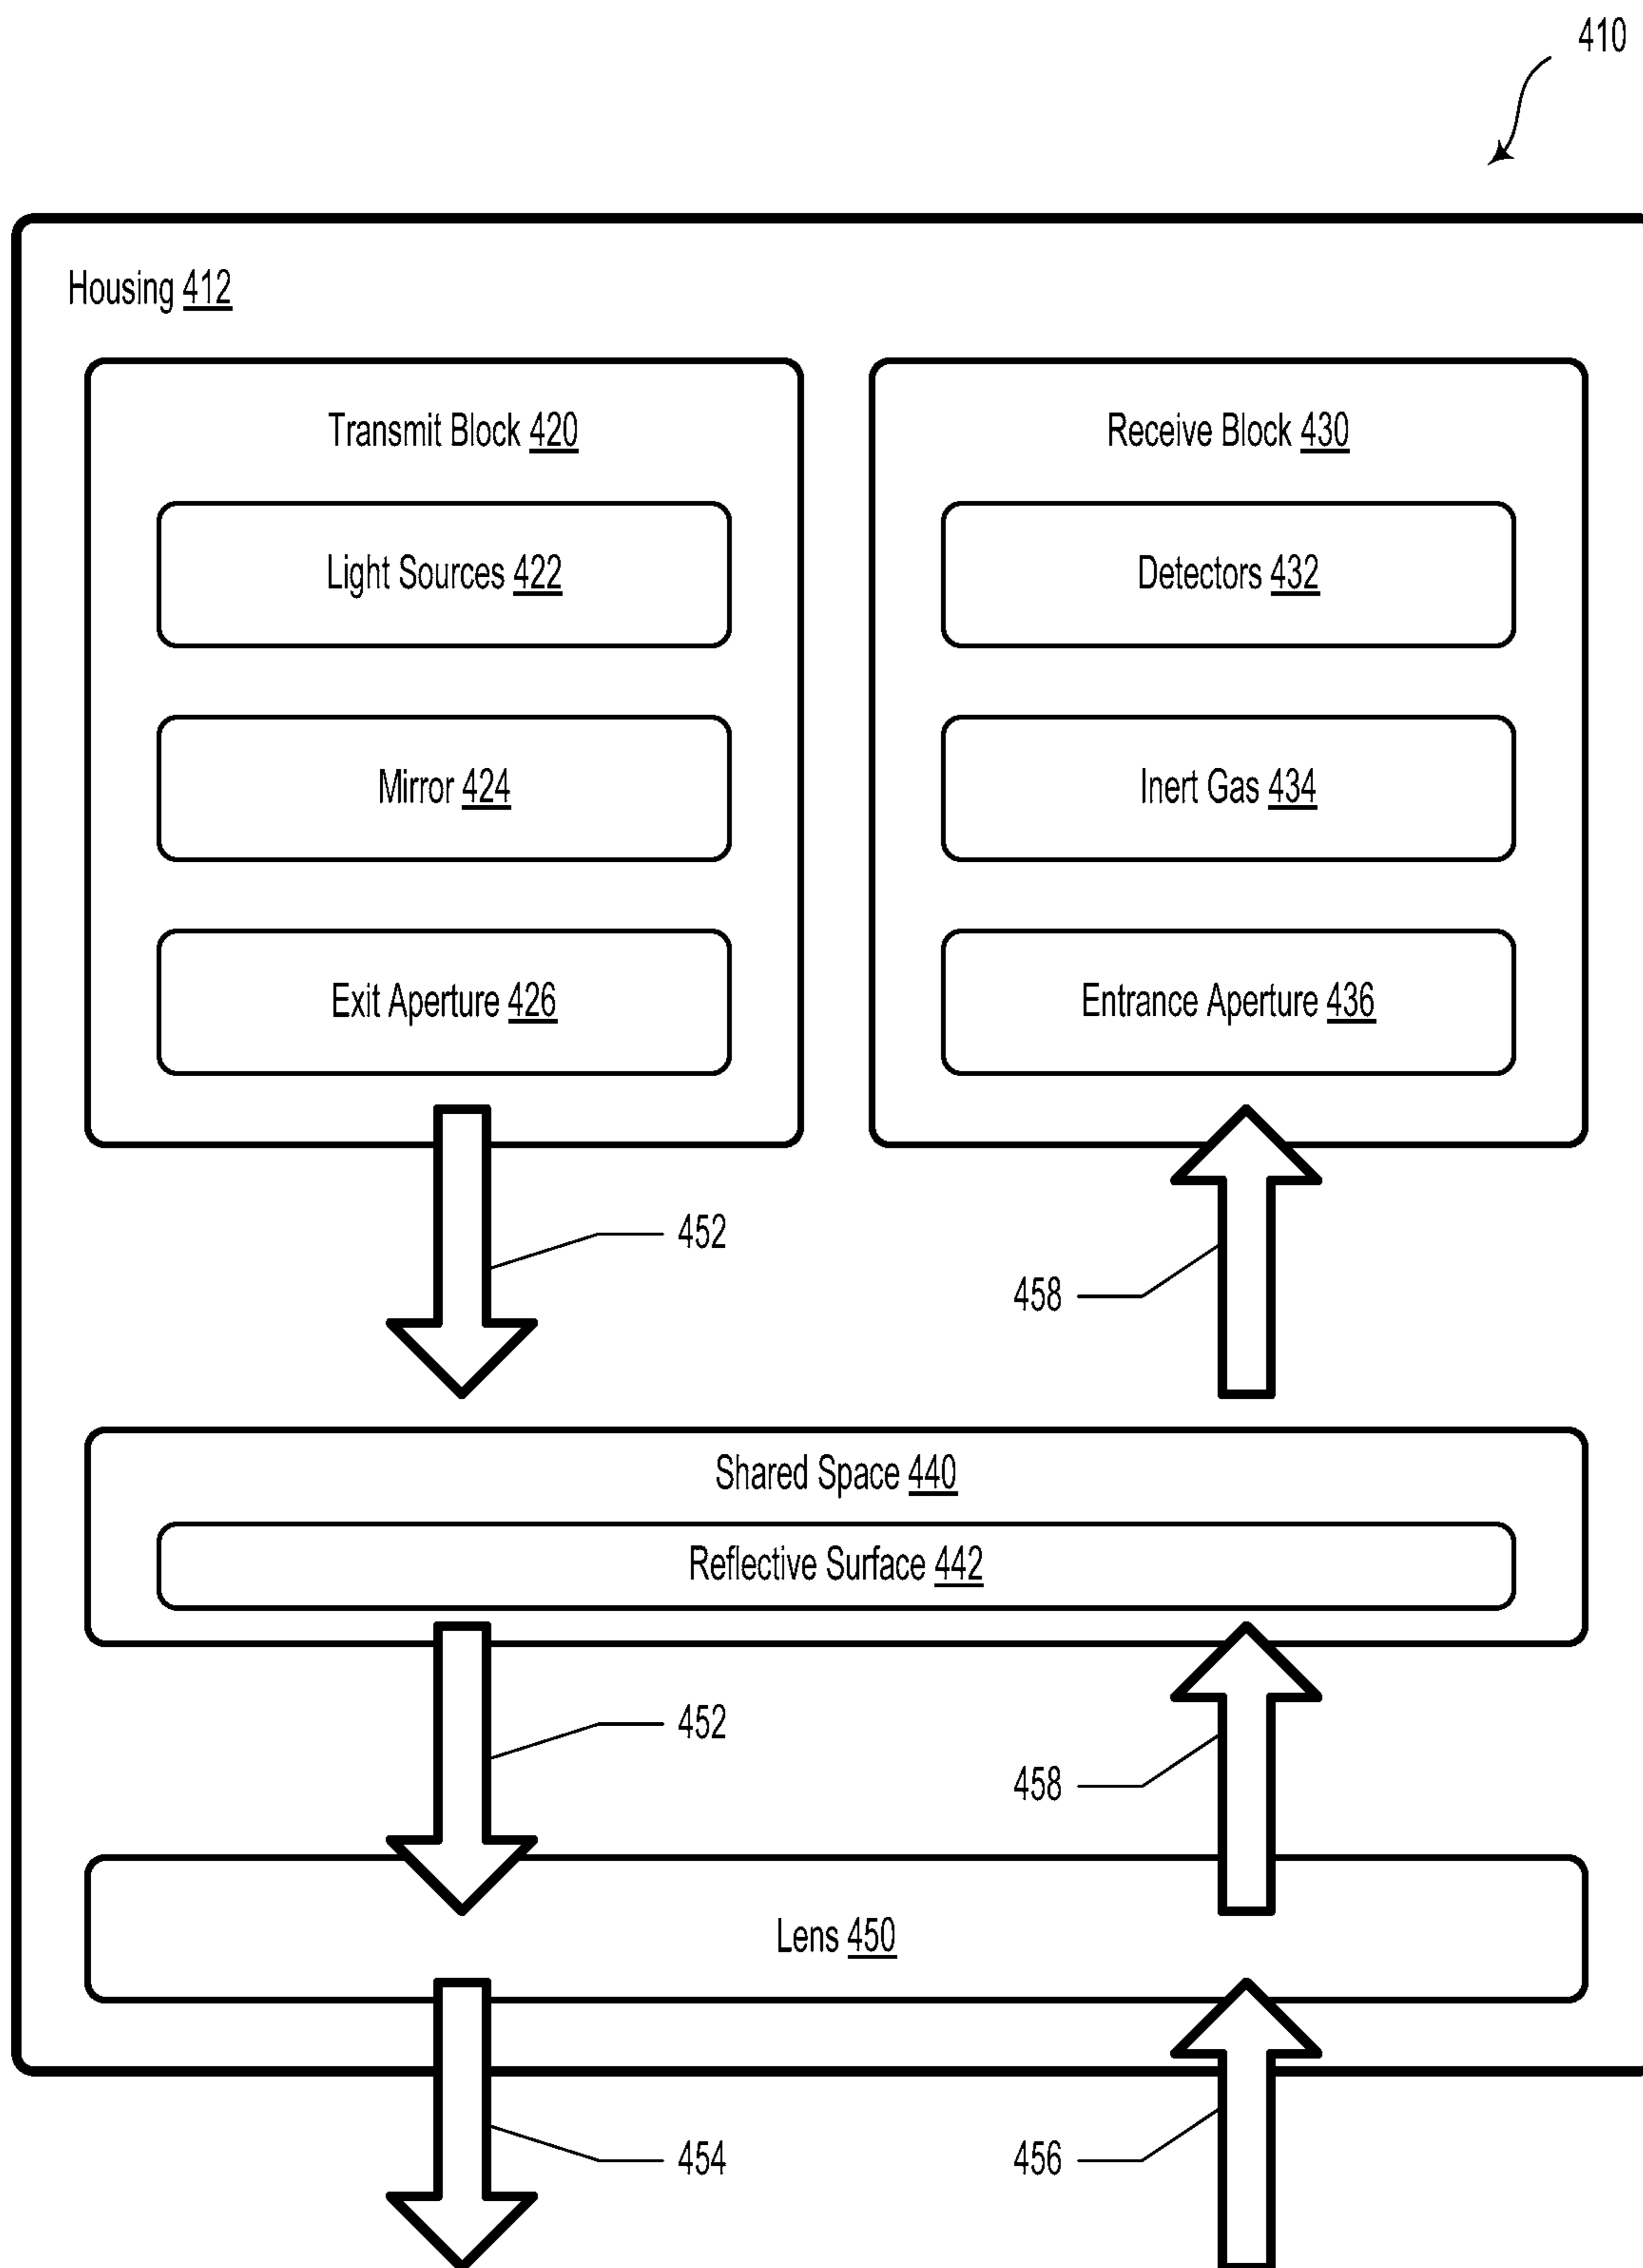 410
Housing 412
Transmit Block 420
Receive Block 430
Light Sources 422
Detectors 432
Mirror 424
Inert Gas 434
Exit Aperture 426
Entrance Aperture 436
452
458
Shared Space 440
Reflective Surface 442
452
458
Lens 450
454
456